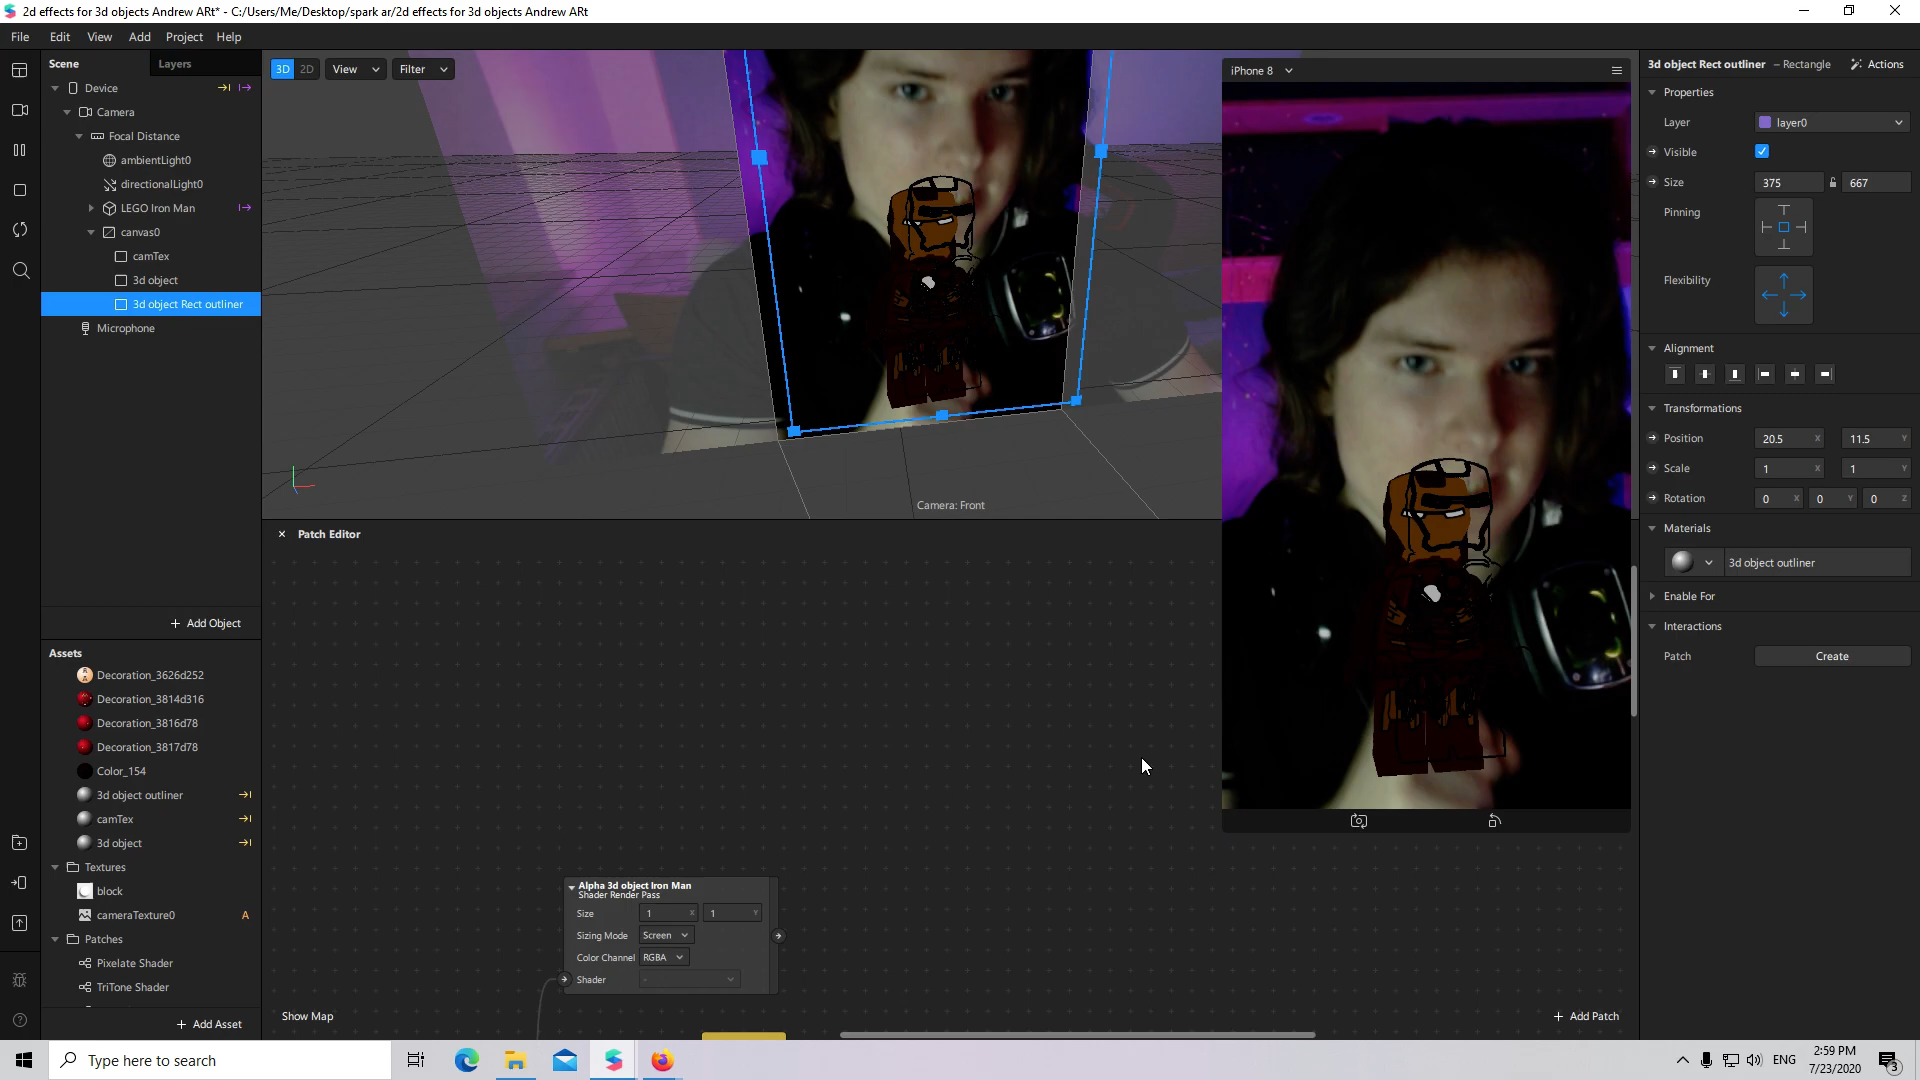 2d effects for 3d objects Andrew ARt* - C:/Users/Me/Desktop/spark ar/2d effects for 3d objects Andrew ARt
File Edit View Add Project Help
Scene Layers
Device
Camera
Focal Distance
ambientLight0
directionalLight0
LEGO Iron Man
canvas0
camTex
3d object
3d object Rect outliner
Microphone
+ Add Object
Assets
Decoration_3626d252
Decoration_3814d316
Decoration_3816d78
Decoration_3817d78
Color_154
3d object outliner
camTex
3d object
Textures
block
cameraTexture0 A
Patches
Pixelate Shader
TriTone Shader
+ Add Asset
3D 2D View Filter
Camera: Front
Patch Editor
Alpha 3d object Iron Man
Shader Render Pass
Size 1 X 1 Y
Sizing Mode Screen
Color Channel RGBA
Shader -
Show Map
+ Add Patch
iPhone 8
3d object Rect outliner – Rectangle Actions
Properties
Layer layer0
Visible
Size 375 667
Pinning
Flexibility
Alignment
Transformations
Position 20.5 X 11.5 Y
Scale 1 X 1 Y
Rotation 0 X 0 Y 0 Z
Materials
3d object outliner
Enable For
Interactions
Patch Create
Type here to search
ENG
2:59 PM
7/23/2020
3